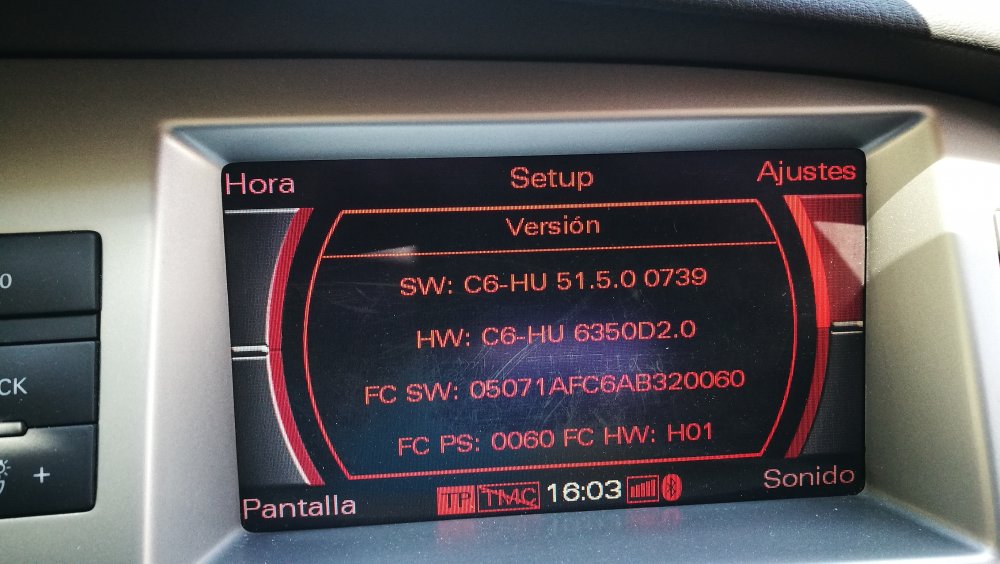 Hora
Setup
Ajustes
Versión
SW: C6-HU 51.5.0 0739
HW: C6-HU 6350D2.0
FC SW: 05071AFC6AB320060
FC PS: 0060 FC HW: H01
Pantalla
TP
TMC
16:03
Sonido
+